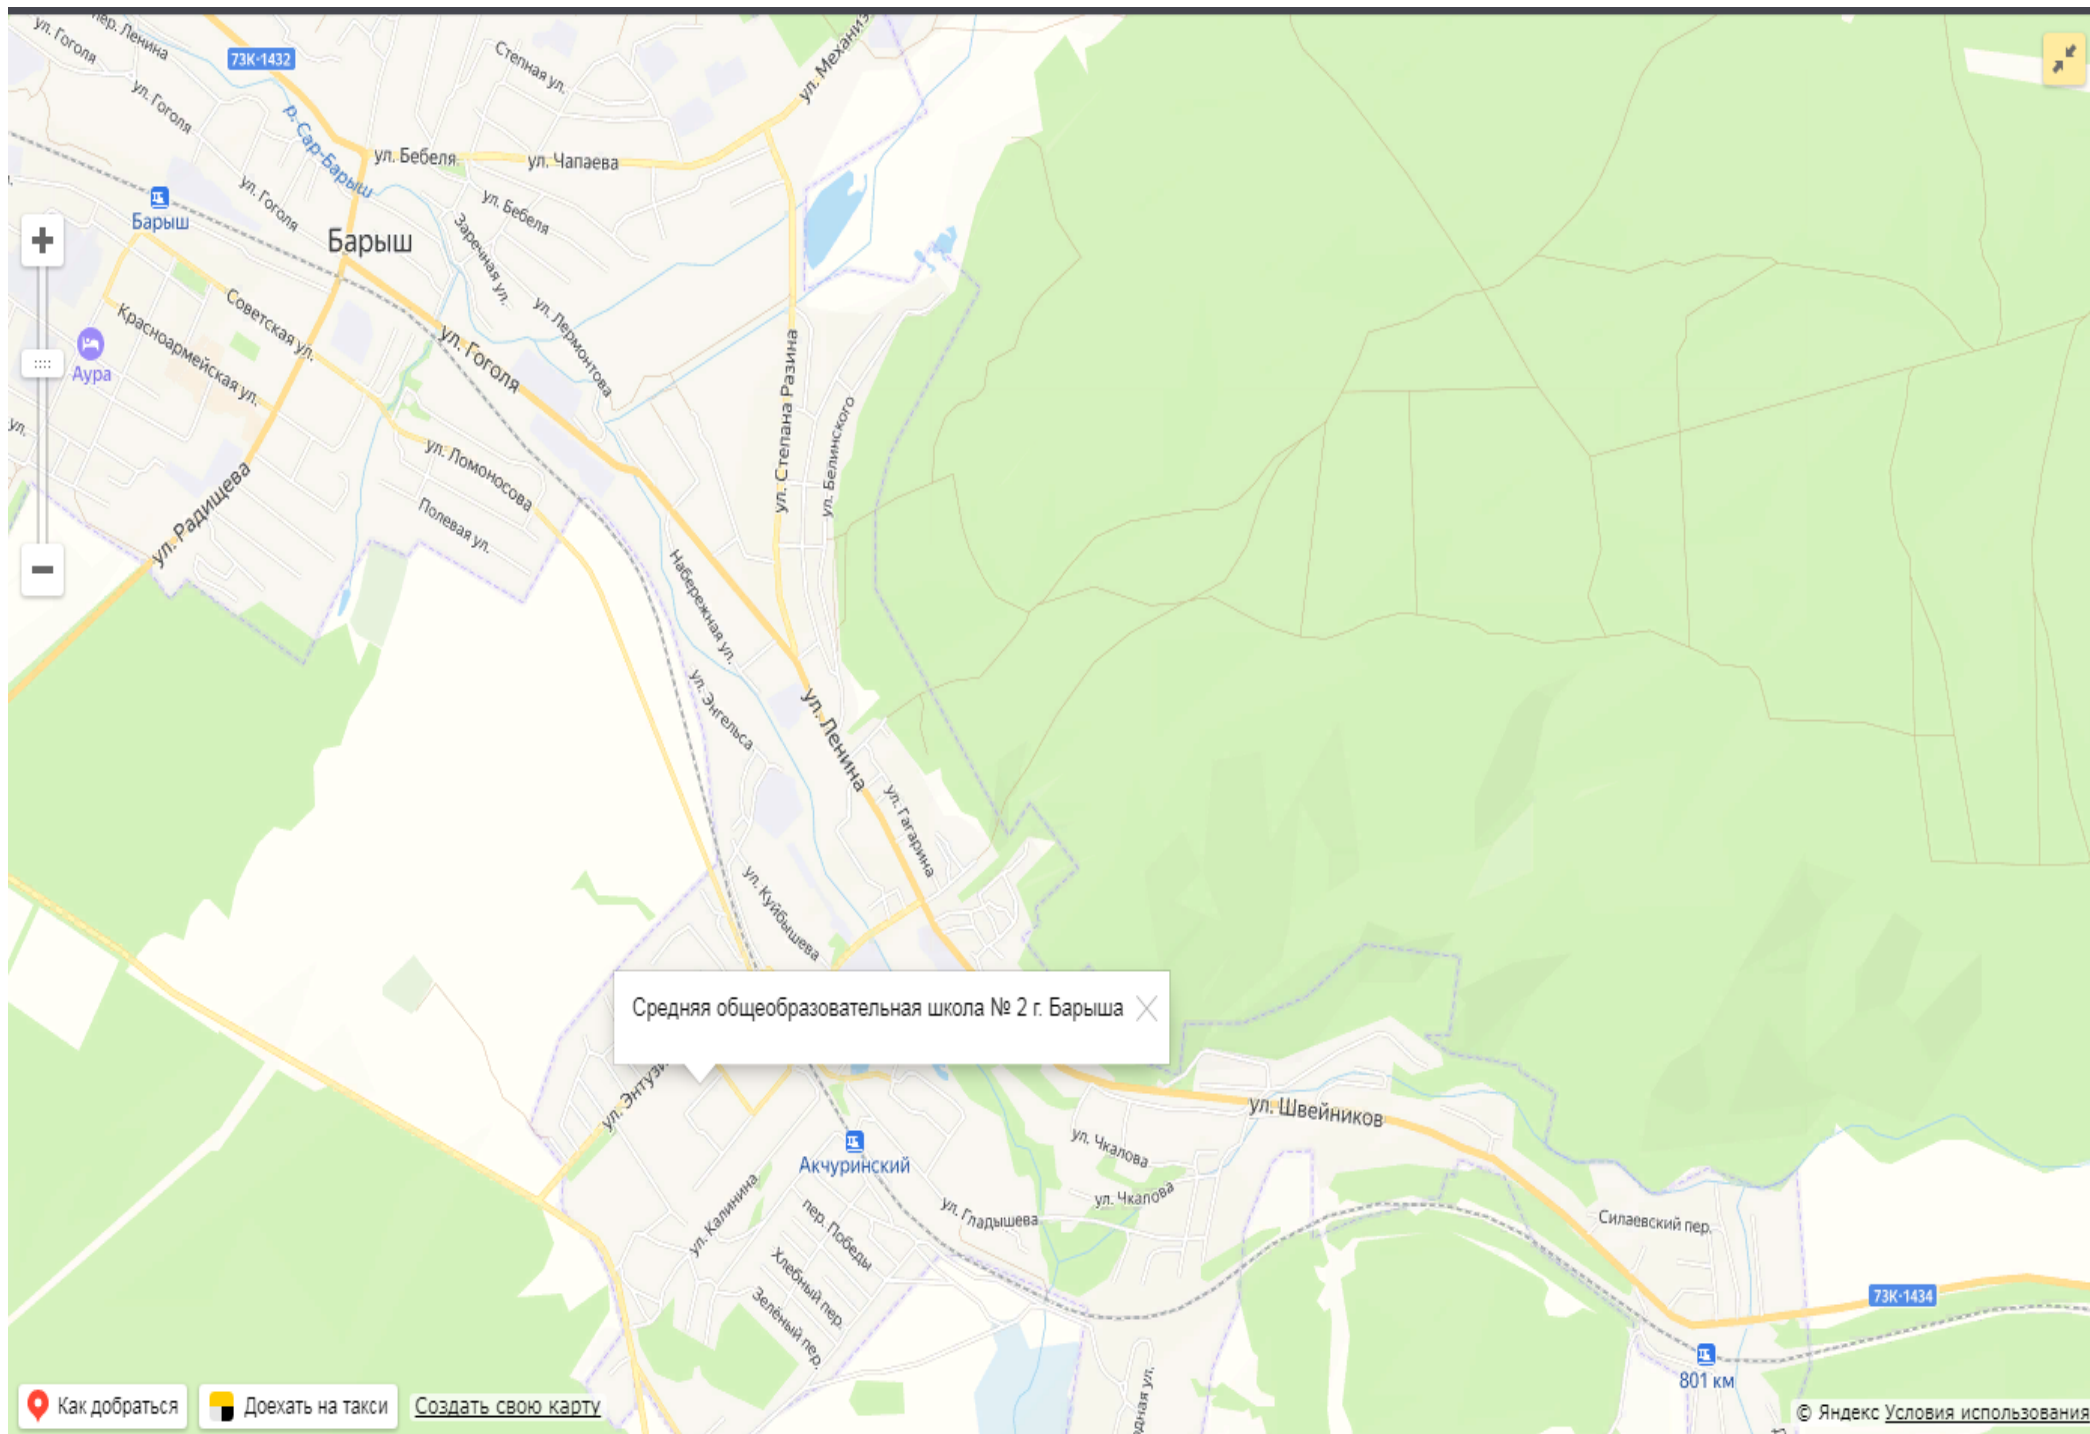 пер. Ленина
ул. Гоголя
73К-1432
Степная ул.
ул. Гоголя
р. Сар-Барыш
ул. Бебеля
ул. Чапаева
ул. Гоголя
ул. Бебеля
Барыш
Барыш
Заречная ул.
Советская ул.
Красноармейская ул.
ул. Гоголя
ул. Лермонтова
Аура
ул. Степана Разина
ул. Белинского
ул.
ул. Ломоносова
Полевая ул.
ул. Радищева
Набережная ул.
ул. Энгельса
ул. Ленина
ул. Гагарина
ул. Куйбышева
Средняя общеобразовательная школа № 2 г. Барыша
ул. Швейников
ул. Чкалова
Акчуринский
ул. Чкалова
ул. Калинина
пер. Победы
ул. Гладышева
Силаевский пер.
Хлебный пер.
Зелёный пер.
73К-1434
801 км
Как добраться
Доехать на такси
Создать свою карту
© Яндекс Условия использования